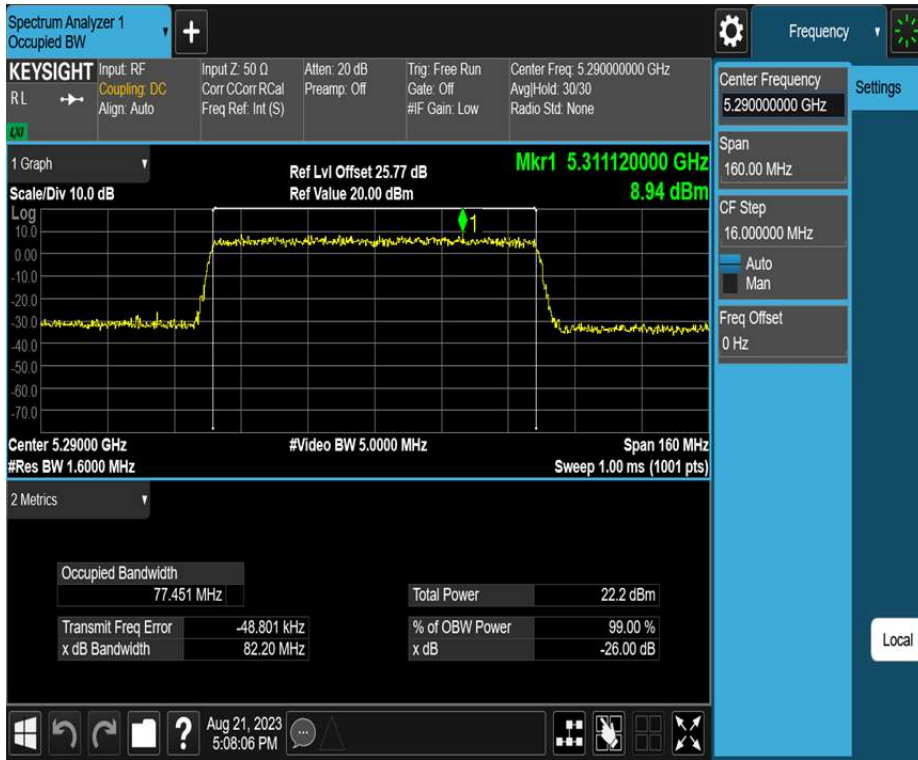 Spectrum Analyzer 1
Occupied BW
+
Frequency
KEYSIGHT
R L
LXI
Input: RF
Coupling: DC
Align: Auto
Input Z: 50 Ω
Corr CCorr RCal
Freq Ref: Int (S)
Atten: 20 dB
Preamp: Off
Trig: Free Run
Gate: Off
#IF Gain: Low
Center Freq: 5.290000000 GHz
Avg|Hold: 30/30
Radio Std: None
Center Frequency
5.290000000 GHz
Settings
Span
160.00 MHz
CF Step
16.000000 MHz
Auto
Man
Freq Offset
0 Hz
1 Graph
Scale/Div 10.0 dB
Ref Lvl Offset 25.77 dB
Ref Value 20.00 dBm
Mkr1 5.311120000 GHz
8.94 dBm
Log
10.0
0.00
-10.0
-20.0
-30.0
-40.0
-50.0
-60.0
-70.0
1
Center 5.29000 GHz
#Res BW 1.6000 MHz
#Video BW 5.0000 MHz
Span 160 MHz
Sweep 1.00 ms (1001 pts)
2 Metrics
Occupied Bandwidth
77.451 MHz
Transmit Freq Error -48.801 kHz
x dB Bandwidth 82.20 MHz
Total Power 22.2 dBm
% of OBW Power 99.00 %
x dB -26.00 dB
Local
?
Aug 21, 2023
5:08:06 PM